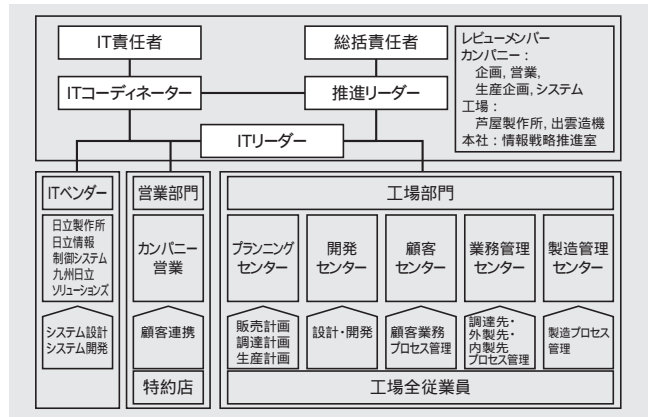 IT責任者
総括責任者
ITコーディネーター
推進リーダー
ITリーダー
レビューメンバー
カンパニー：
企画, 営業,
生産企画, システム
工場：
芦屋製作所, 出雲造機
本社：情報戦略推進室
ITベンダー
日立製作所
日立情報
制御システム
九州日立
ソリューションズ
システム設計
システム開発
営業部門
カンパニー
営業
顧客連携
特約店
工場部門
プランニング
センター
開発
センター
顧客
センター
業務管理
センター
製造管理
センター
販売計画
調達計画
生産計画
設計・開発
顧客業務
プロセス管理
調達先・
外製先・
内製先
プロセス管理
製造プロセス
管理
工場全従業員